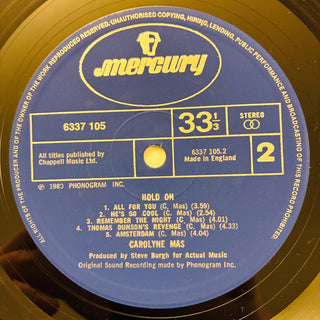 ALL RIGHTS OF THE MANUFACTURER AND OF THE OWNER OF THE WORK REPRODUCED RESERVED. UNAUTHORISED COPYING, HIRING, LENDING, PUBLIC PERFORMANCE AND BROADCASTING OF THIS RECORD PROHIBITED.
mercury
6337 105
33 1/3
STEREO
All titles published by
Chappell Music Ltd.
6337 105.2
Made in England
2
Ⓟ 1980 PHONOGRAM INC.
HOLD ON
1. ALL FOR YOU (C. Mas) (3.59)
2. HE'S SO COOL (C. Mas) (2.54)
3. REMEMBER THE NIGHT (C. Mas) (4.01)
4. THOMAS DUNSON'S REVENGE (C. Mas) (4.33)
5. AMSTERDAM (C. Mas) (4.04)
CAROLYNE MAS
Produced by Steve Burgh for Actual Music
Original Sound Recording made by Phonogram Inc.